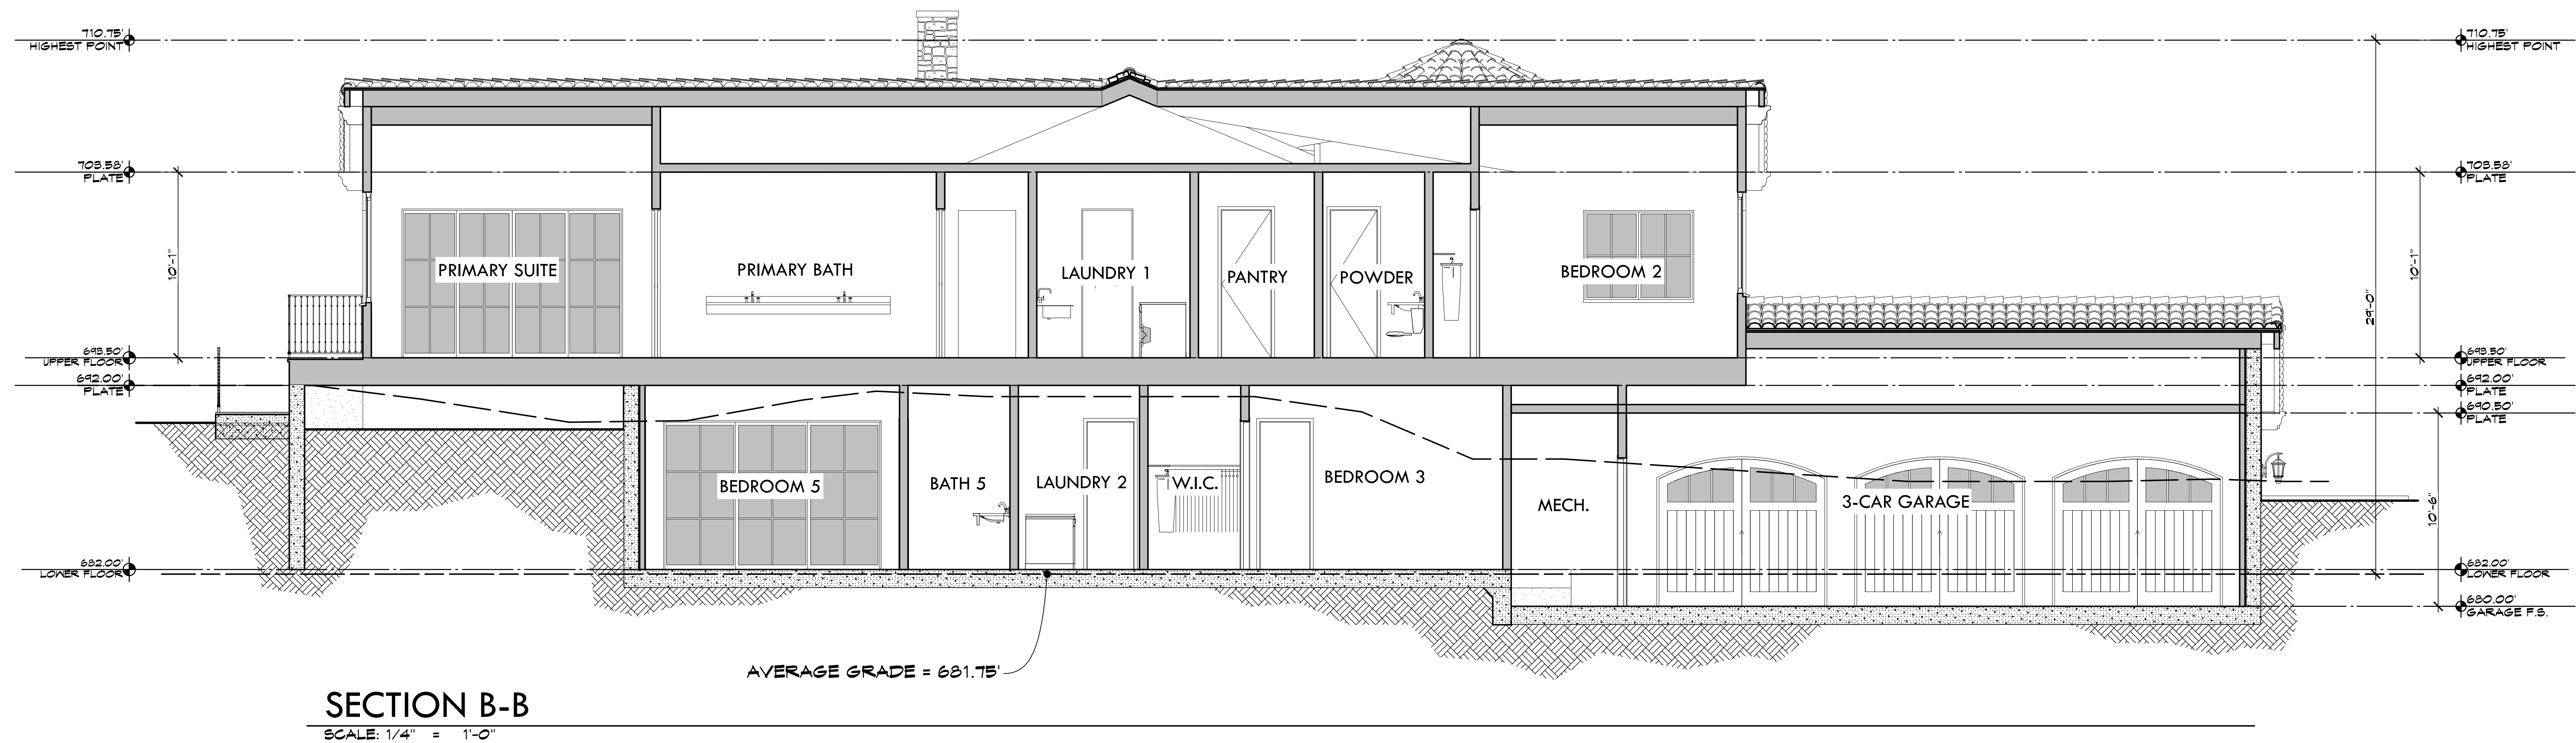 710.75'
HIGHEST POINT
710.75'
HIGHEST POINT
703.58'
PLATE
703.58'
PLATE
10'-1"
10'-1"
29'-0"
PRIMARY SUITE
PRIMARY BATH
LAUNDRY 1
PANTRY
POWDER
BEDROOM 2
693.50'
UPPER FLOOR
693.50'
UPPER FLOOR
692.00'
PLATE
692.00'
PLATE
690.50'
PLATE
BEDROOM 5
BATH 5
LAUNDRY 2
W.I.C.
BEDROOM 3
MECH.
3-CAR GARAGE
10'-6"
682.00'
LOWER FLOOR
682.00'
LOWER FLOOR
680.00'
GARAGE F.S.
AVERAGE GRADE = 681.75'
SECTION B-B
SCALE: 1/4" = 1'-0"